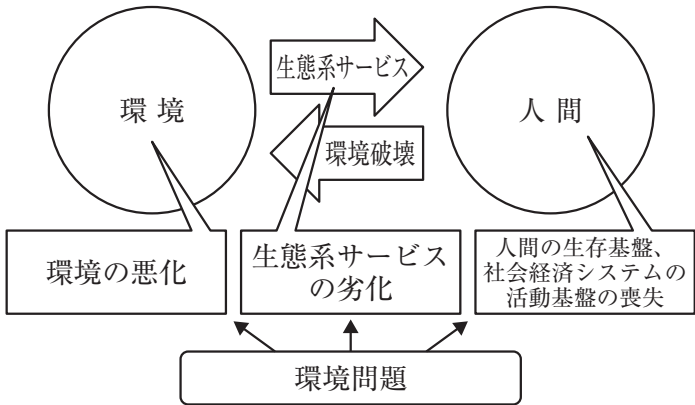 環境
生態系サービス
環境破壊
人間
環境の悪化
生態系サービス
の劣化
人間の生存基盤、
社会経済システムの
活動基盤の喪失
環境問題